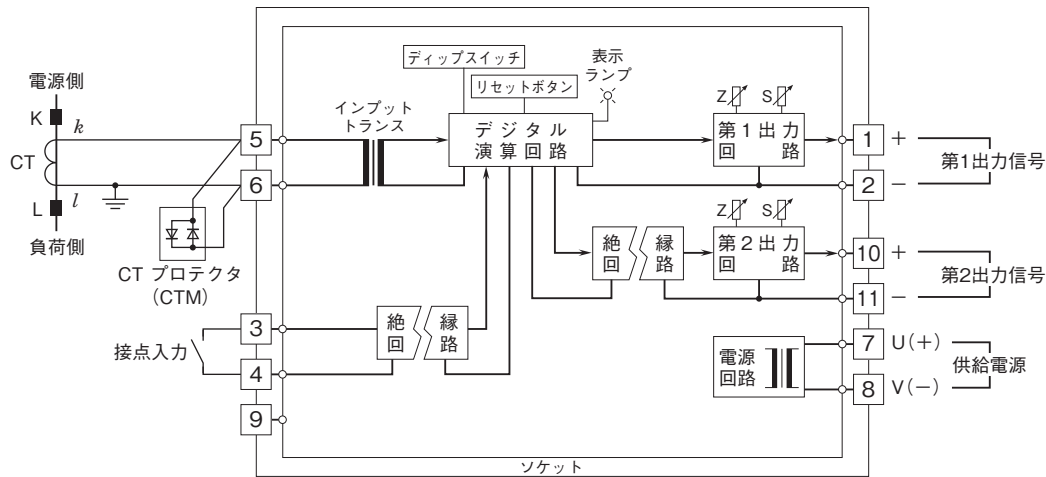 ディップスイッチ
表示
ランプ
リセットボタン
電源側
K
k
CT
l
L
負荷側
インプット
トランス
デジタル
演算回路
Z
S
第1出力
回路
5
6
1
+
2
−
第1出力信号
CT プロテクタ
(CTM)
Z
S
絶縁
回路
第2出力
回路
10
+
11
−
第2出力信号
接点入力
3
4
9
絶縁
回路
電源
回路
7
U(+)
8
V(−)
供給電源
ソケット